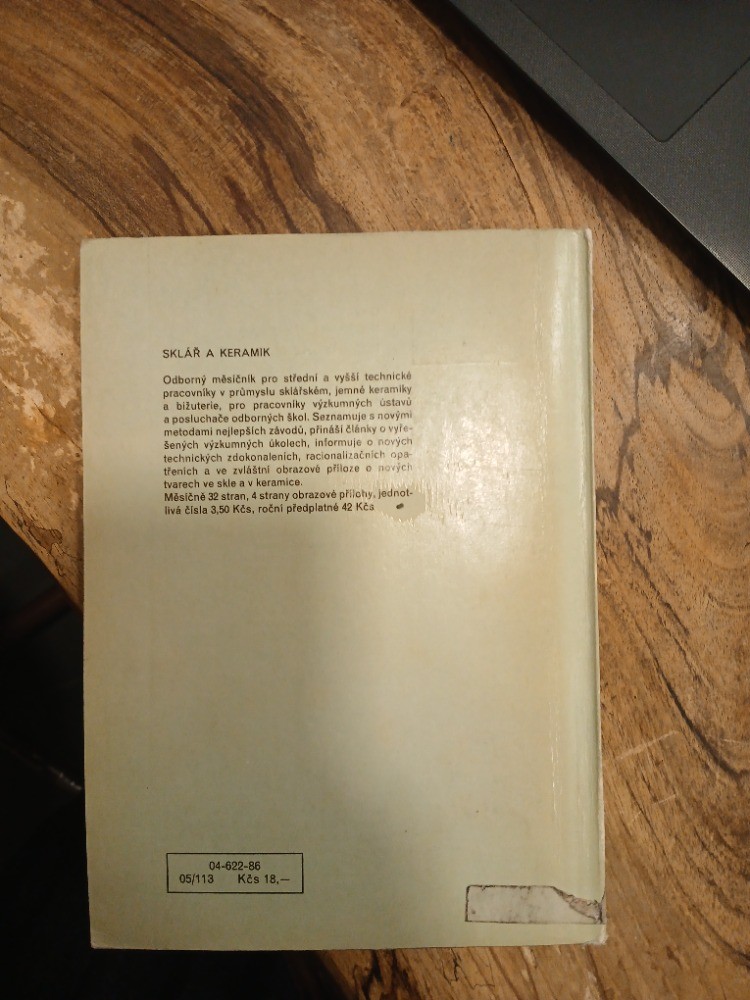 SKLÁŘ A KERAMIK
Odborný měsíčník pro střední a vyšší technické
pracovníky v průmyslu sklářském, jemné keramiky
a bižuterie, pro pracovníky výzkumných ústavů
a posluchače odborných škol. Seznamuje s novými
metodami nejlepších závodů, přináší články o vyře-
šených výzkumných úkolech, informuje o nových
technických zdokonaleních, racionalizačních opa-
třeních a ve zvláštní obrazové příloze o nových
tvarech ve skle a v keramice.
Měsíčně 32 stran, 4 strany obrazové přílohy, jednot-
livá čísla 3,50 Kčs, roční předplatné 42 Kčs
04-622-86
05/113 Kčs 18,—